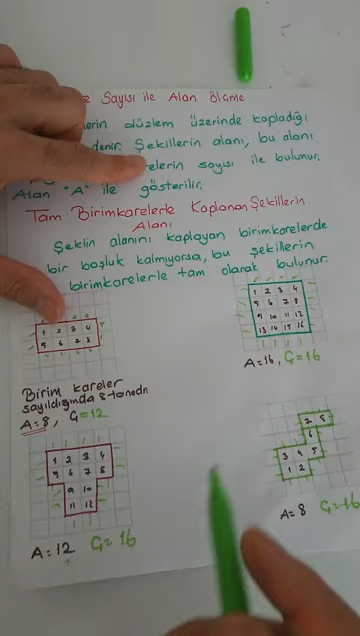 Sayısı ile Alan Ölçme
düzlem üzerinde kapladığı
denir. Şekillerin alanı, bu alanı
sayısı ile bulunur.
Alan "A" ile gösterilir.
Tam Birimkarelerle Kaplanan Şekillerin
Alanı
Şeklin alanını kaplayan birimkarelerde
bir boşluk kalmıyorsa, bu şekillerin
birimkarelerle tam olarak bulunur.
1 2 3 4
5 6 7 8
1 2 3 4
5 6 7 8
9 10 11 12
13 14 15 16
A=16, Ç=16
Birim kareler
sayıldığında 8 tanedir
A=8, Ç=12
1 2 3 4
5 6 7 8
9 10
11 12
A=12 Ç=16
7 8
6
3 4 5
1 2
A=8 Ç=16